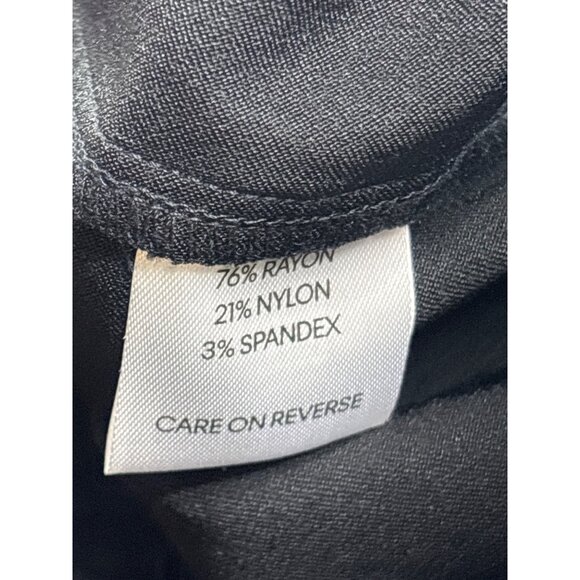 76% RAYON
21% NYLON
3% SPANDEX
CARE ON REVERSE